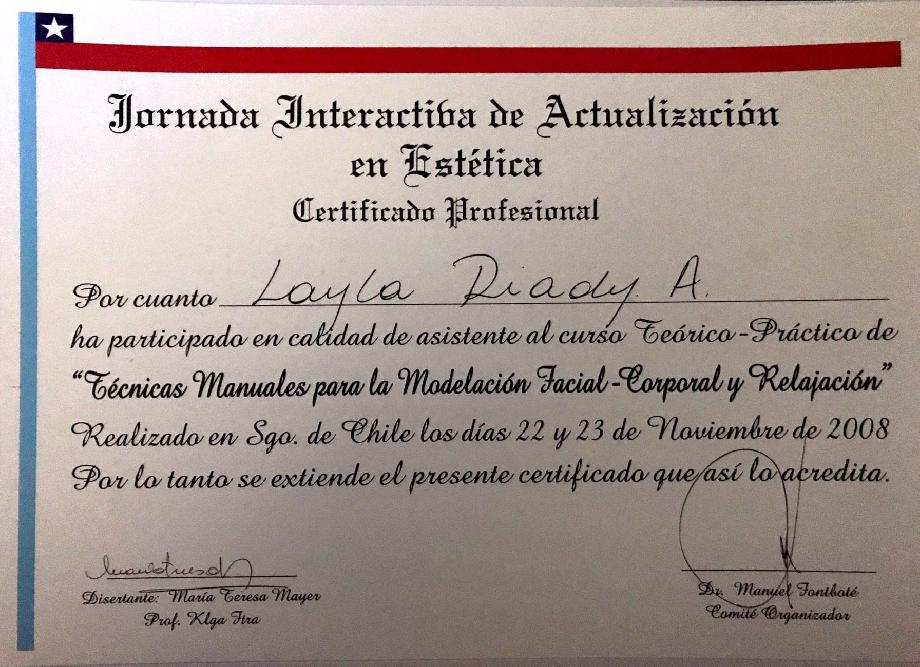 Jornada Interactiva de Actualización
en Estética
Certificado Profesional
Por cuanto Layla Riady A.
ha participado en calidad de asistente al curso Teórico-Práctico de
“Técnicas Manuales para la Modelación Facial-Corporal y Relajación”
Realizado en Sgo. de Chile los días 22 y 23 de Noviembre de 2008
Por lo tanto se extiende el presente certificado que así lo acredita.
Disertante: María Teresa Mayer
Prof. Klga Ftra
Dr. Manuel Fontboté
Comité Organizador